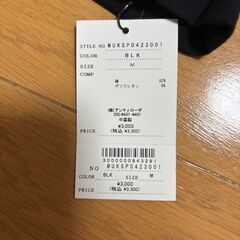 STYLE NO MUKSP0423001
COLOR BLK
SIZE M
COMP
綿
ポリウレタン
(株)アンティローザ
中国製
¥3,000
PRICE (税込 ¥3,300)
3000000843291
NO MUKSP0423001
COLOR BLK SIZE M
¥3,000
PRICE (税込 ¥3,300)